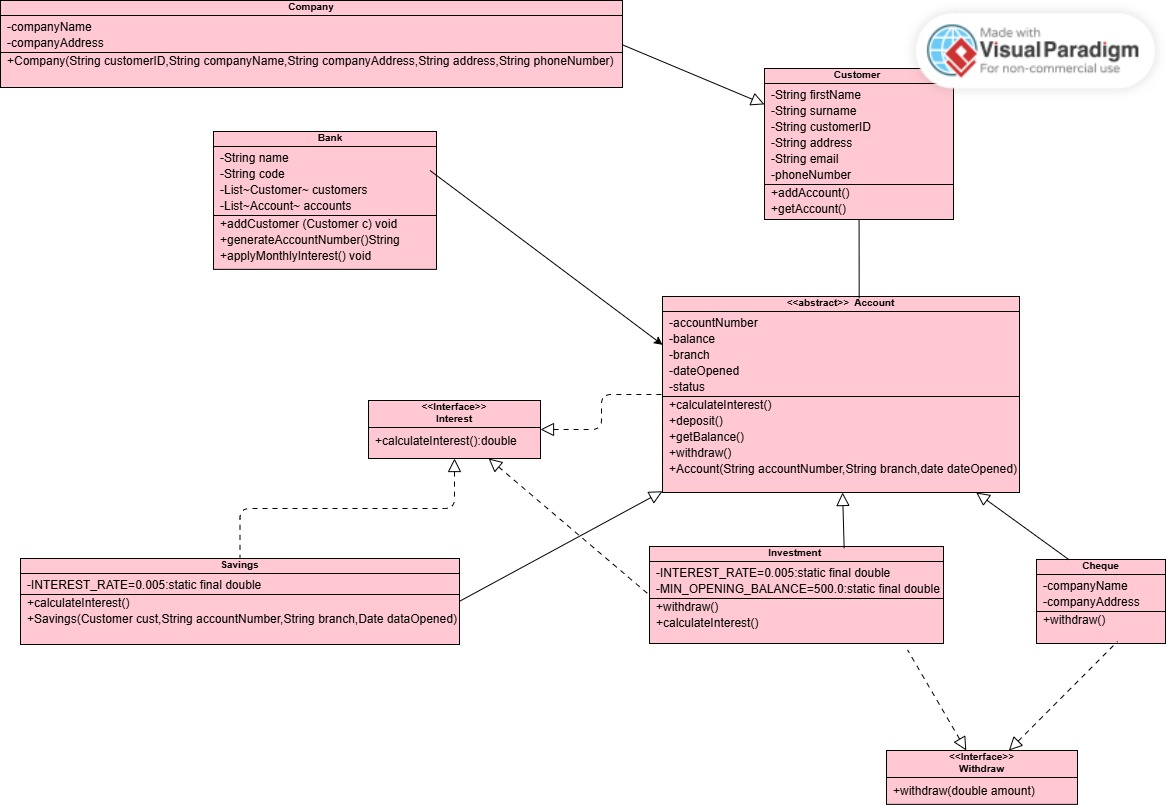 Company
-companyName
-companyAddress
+Company(String customerID,String companyName,String companyAddress,String address,String phoneNumber)
Made with
VisualParadigm
For non-commercial use
Customer
-String firstName
-String surname
-String customerID
-String address
-String email
-phoneNumber
+addAccount()
+getAccount()
Bank
-String name
-String code
-List~Customer~ customers
-List~Account~ accounts
+addCustomer (Customer c) void
+generateAccountNumber()String
+applyMonthlyInterest() void
<<abstract>> Account
-accountNumber
-balance
-branch
-dateOpened
-status
+calculateInterest()
+deposit()
+getBalance()
+withdraw()
+Account(String accountNumber,String branch,date dateOpened)
<<Interface>>
Interest
+calculateInterest():double
Savings
-INTEREST_RATE=0.005:static final double
+calculateInterest()
+Savings(Customer cust,String accountNumber,String branch,Date dataOpened)
Investment
-INTEREST_RATE=0.005:static final double
-MIN_OPENING_BALANCE=500.0:static final double
+withdraw()
+calculateInterest()
Cheque
-companyName
-companyAddress
+withdraw()
<<Interface>>
Withdraw
+withdraw(double amount)